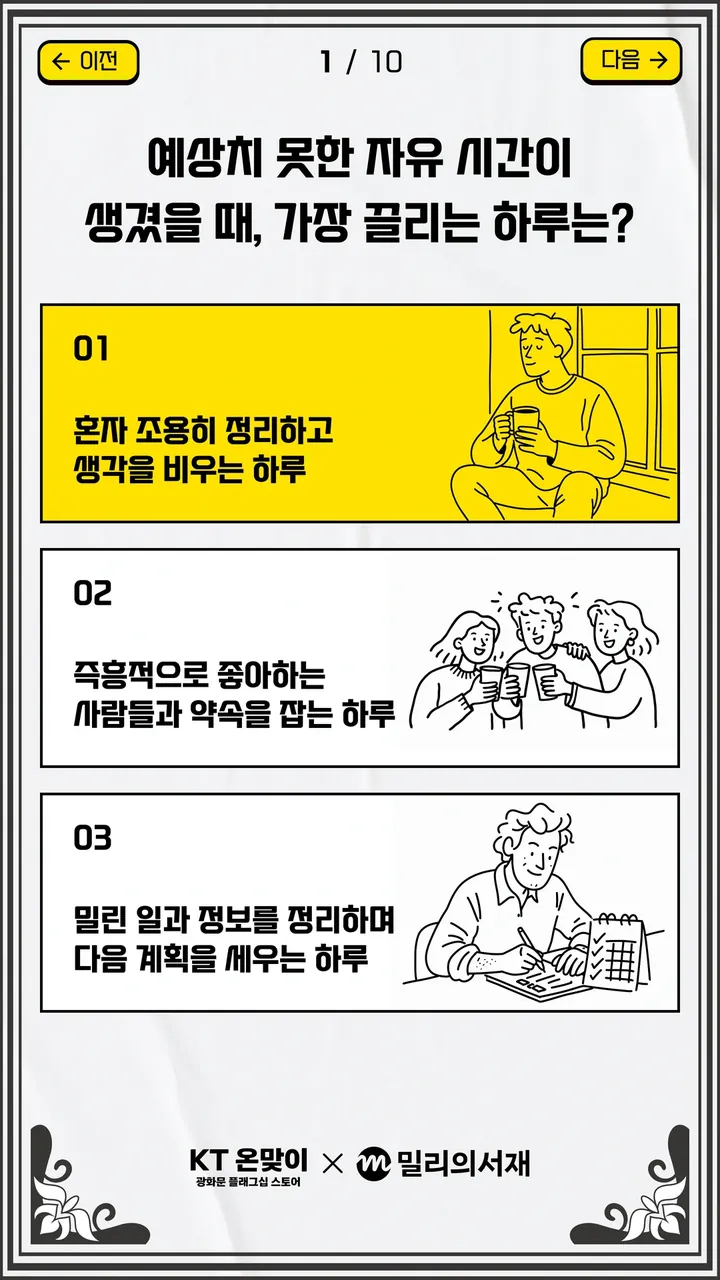 ← 이전
1 / 10
다음 →
예상치 못한 자유 시간이
생겼을 때, 가장 끌리는 하루는?
01
혼자 조용히 정리하고
생각을 비우는 하루
02
즉흥적으로 좋아하는
사람들과 약속을 잡는 하루
03
밀린 일과 정보를 정리하며
다음 계획을 세우는 하루
KT 온맞이
광화문 플래그십 스토어
×
m 밀리의서재